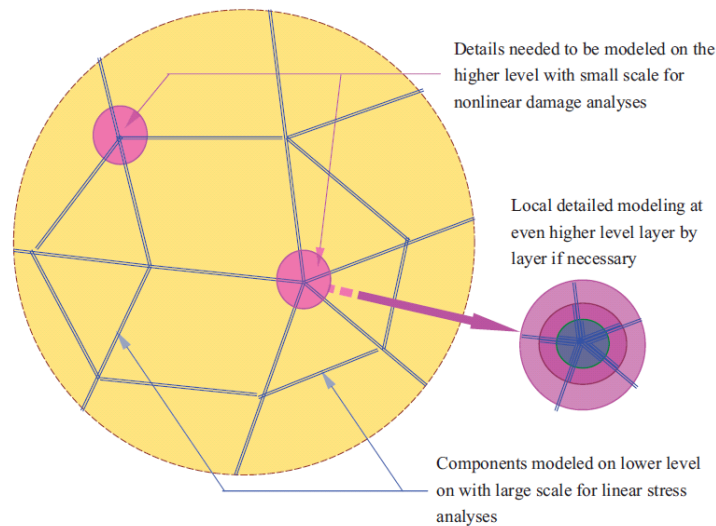 Details needed to be modeled on the
higher level with small scale for
nonlinear damage analyses
Local detailed modeling at
even higher level layer by
layer if necessary
Components modeled on lower level
on with large scale for linear stress
analyses